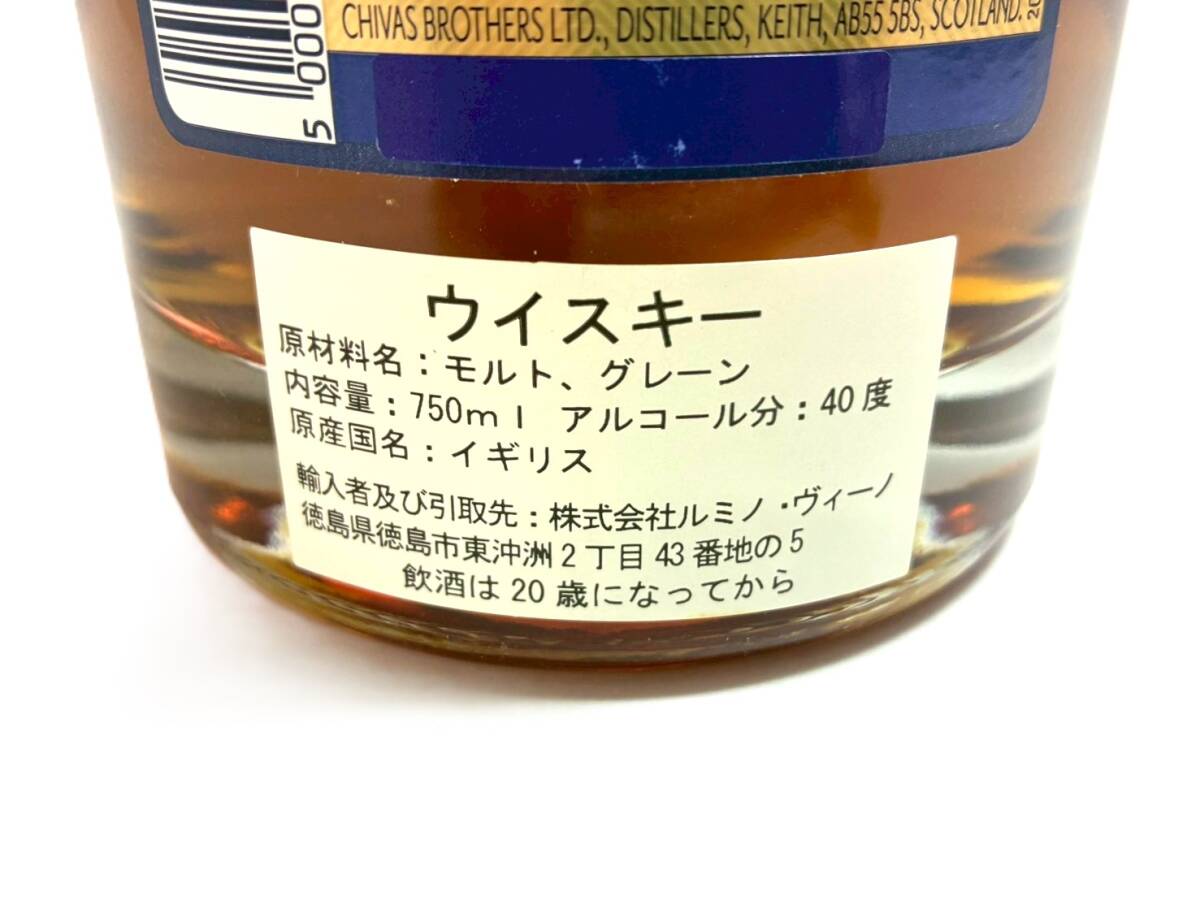 CHIVAS BROTHERS LTD., DISTILLERS, KEITH, AB55 5BS, SCOTLAND.
5 000
ウイスキー
原材料名：モルト、グレーン
内容量：750ml アルコール分：40度
原産国名：イギリス
輸入者及び引取先：株式会社ルミノ・ヴィーノ
徳島県徳島市東沖洲2丁目43番地の5
飲酒は20歳になってから